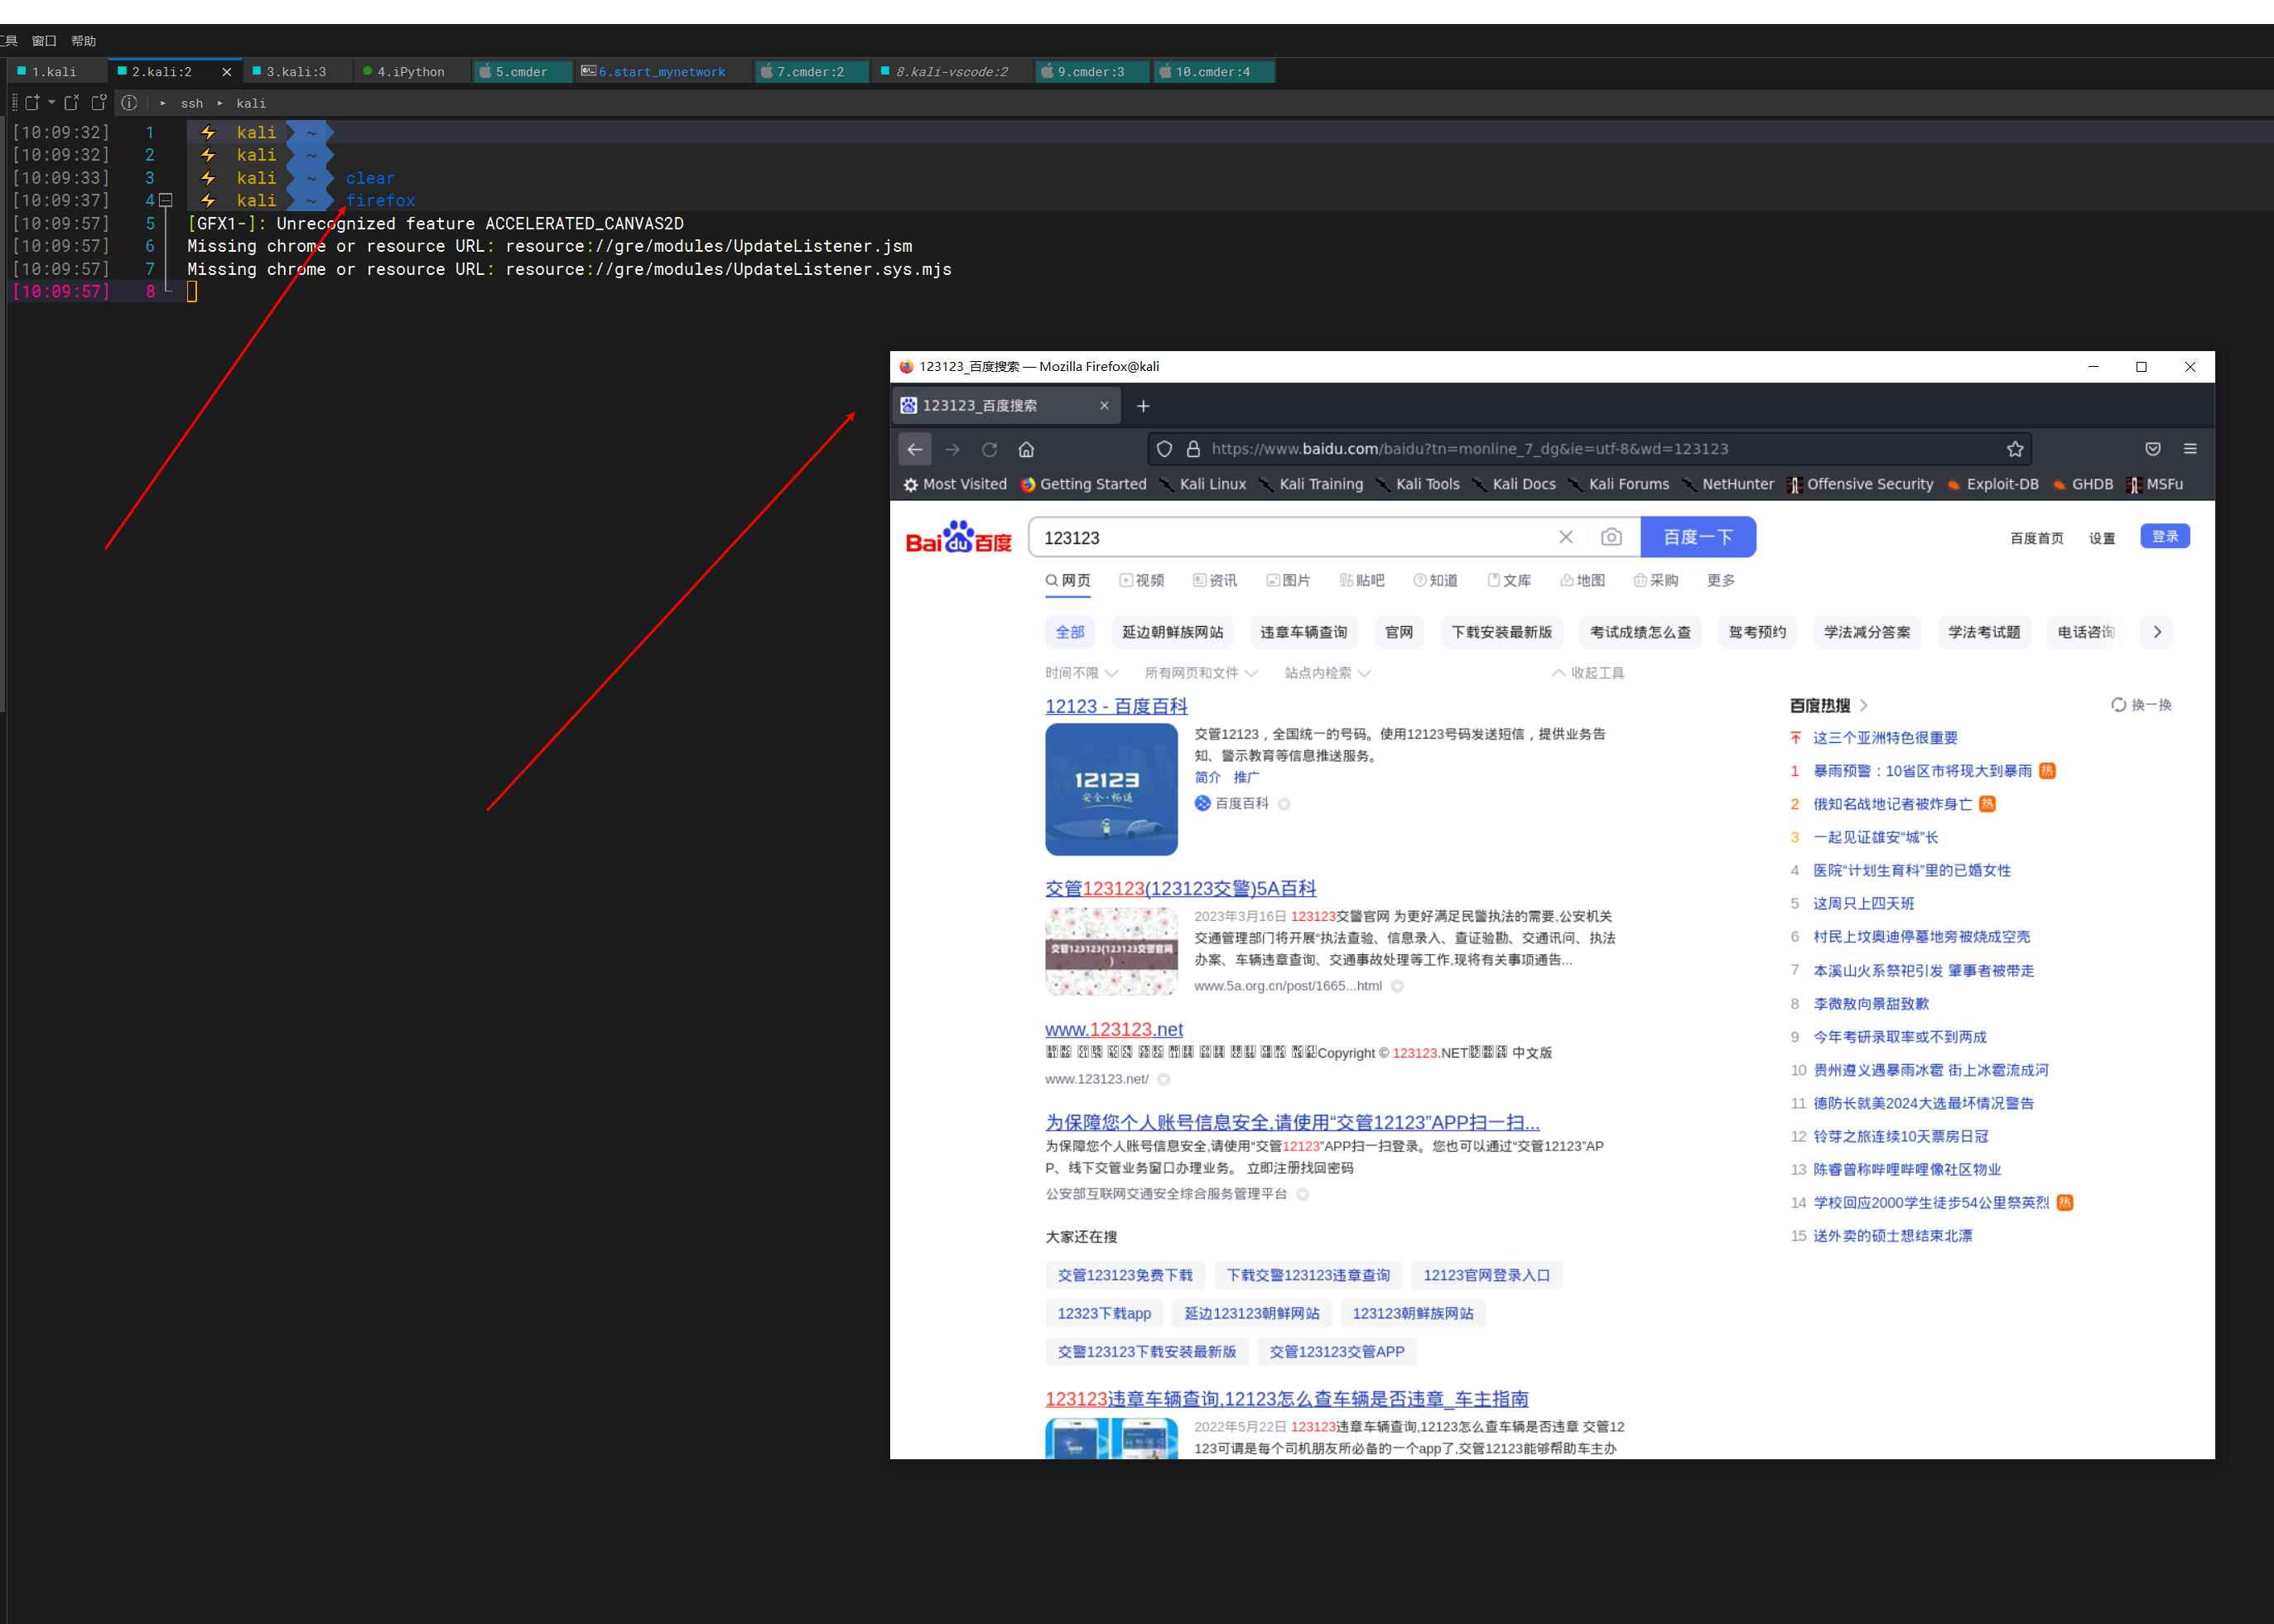 工具 窗口 帮助
1.kali 2.kali:2 3.kali:3 4.iPython 5.cmder 6.start_mynetwork 7.cmder:2 8.kali-vscode:2 9.cmder:3 10.cmder:4
ssh kali
[10:09:32] 1 kali ~
[10:09:32] 2 kali ~
[10:09:33] 3 kali ~ clear
[10:09:37] 4 kali ~ firefox
[10:09:57] 5 [GFX1-]: Unrecognized feature ACCELERATED_CANVAS2D
[10:09:57] 6 Missing chrome or resource URL: resource://gre/modules/UpdateListener.jsm
[10:09:57] 7 Missing chrome or resource URL: resource://gre/modules/UpdateListener.sys.mjs
[10:09:57] 8
123123_百度搜索 — Mozilla Firefox@kali
123123_百度搜索
https://www.baidu.com/baidu?tn=monline_7_dg&ie=utf-8&wd=123123
Most Visited Getting Started Kali Linux Kali Training Kali Tools Kali Docs Kali Forums NetHunter Offensive Security Exploit-DB GHDB MSFu
Bai du 百度 123123 百度一下 百度首页 设置 登录
网页 视频 资讯 图片 贴吧 知道 文库 地图 采购 更多
全部 延边朝鲜族网站 违章车辆查询 官网 下载安装最新版 考试成绩怎么查 驾考预约 学法减分答案 学法考试题 电话咨询
时间不限 所有网页和文件 站点内检索 收起工具
12123 - 百度百科
12123
安全·畅通
交管12123，全国统一的号码。使用12123号码发送短信，提供业务告
知、警示教育等信息推送服务。
简介 推广
百度百科
交管123123(123123交警)5A百科
交管123123(123123交警官网
)
2023年3月16日 123123交警官网 为更好满足民警执法的需要,公安机关
交通管理部门将开展“执法查验、信息录入、查证验勘、交通讯问、执法
办案、车辆违章查询、交通事故处理等工作,现将有关事项通告...
www.5a.org.cn/post/1665...html
www.123123.net
Copyright © 123123.NET 中文版
www.123123.net/
为保障您个人账号信息安全,请使用“交管12123”APP扫一扫...
为保障您个人账号信息安全,请使用“交管12123”APP扫一扫登录。您也可以通过“交管12123”AP
P、线下交管业务窗口办理业务。 立即注册找回密码
公安部互联网交通安全综合服务管理平台
大家还在搜
交管123123免费下载 下载交警123123违章查询 12123官网登录入口
12323下载app 延边123123朝鲜网站 123123朝鲜族网站
交警123123下载安装最新版 交管123123交管APP
123123违章车辆查询,12123怎么查车辆是否违章_车主指南
2022年5月22日 123123违章车辆查询,12123怎么查车辆是否违章 交管12
123可谓是每个司机朋友所必备的一个app了,交管12123能够帮助车主办
百度热搜 换一换
这三个亚洲特色很重要
1 暴雨预警：10省区市将现大到暴雨 热
2 俄知名战地记者被炸身亡 热
3 一起见证雄安“城”长
4 医院“计划生育科”里的已婚女性
5 这周只上四天班
6 村民上坟奥迪停墓地旁被烧成空壳
7 本溪山火系祭祀引发 肇事者被带走
8 李微敖向景甜致歉
9 今年考研录取率或不到两成
10 贵州遵义遇暴雨冰雹 街上冰雹流成河
11 德防长就美2024大选最坏情况警告
12 铃芽之旅连续10天票房日冠
13 陈睿曾称哔哩哔哩像社区物业
14 学校回应2000学生徒步54公里祭英烈 热
15 送外卖的硕士想结束北漂